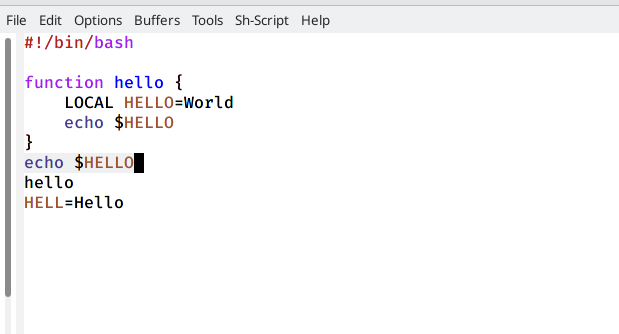 File Edit Options Buffers Tools Sh-Script Help
#!/bin/bash
function hello {
    LOCAL HELLO=World
    echo $HELLO
}
echo $HELLO
hello
HELL=Hello